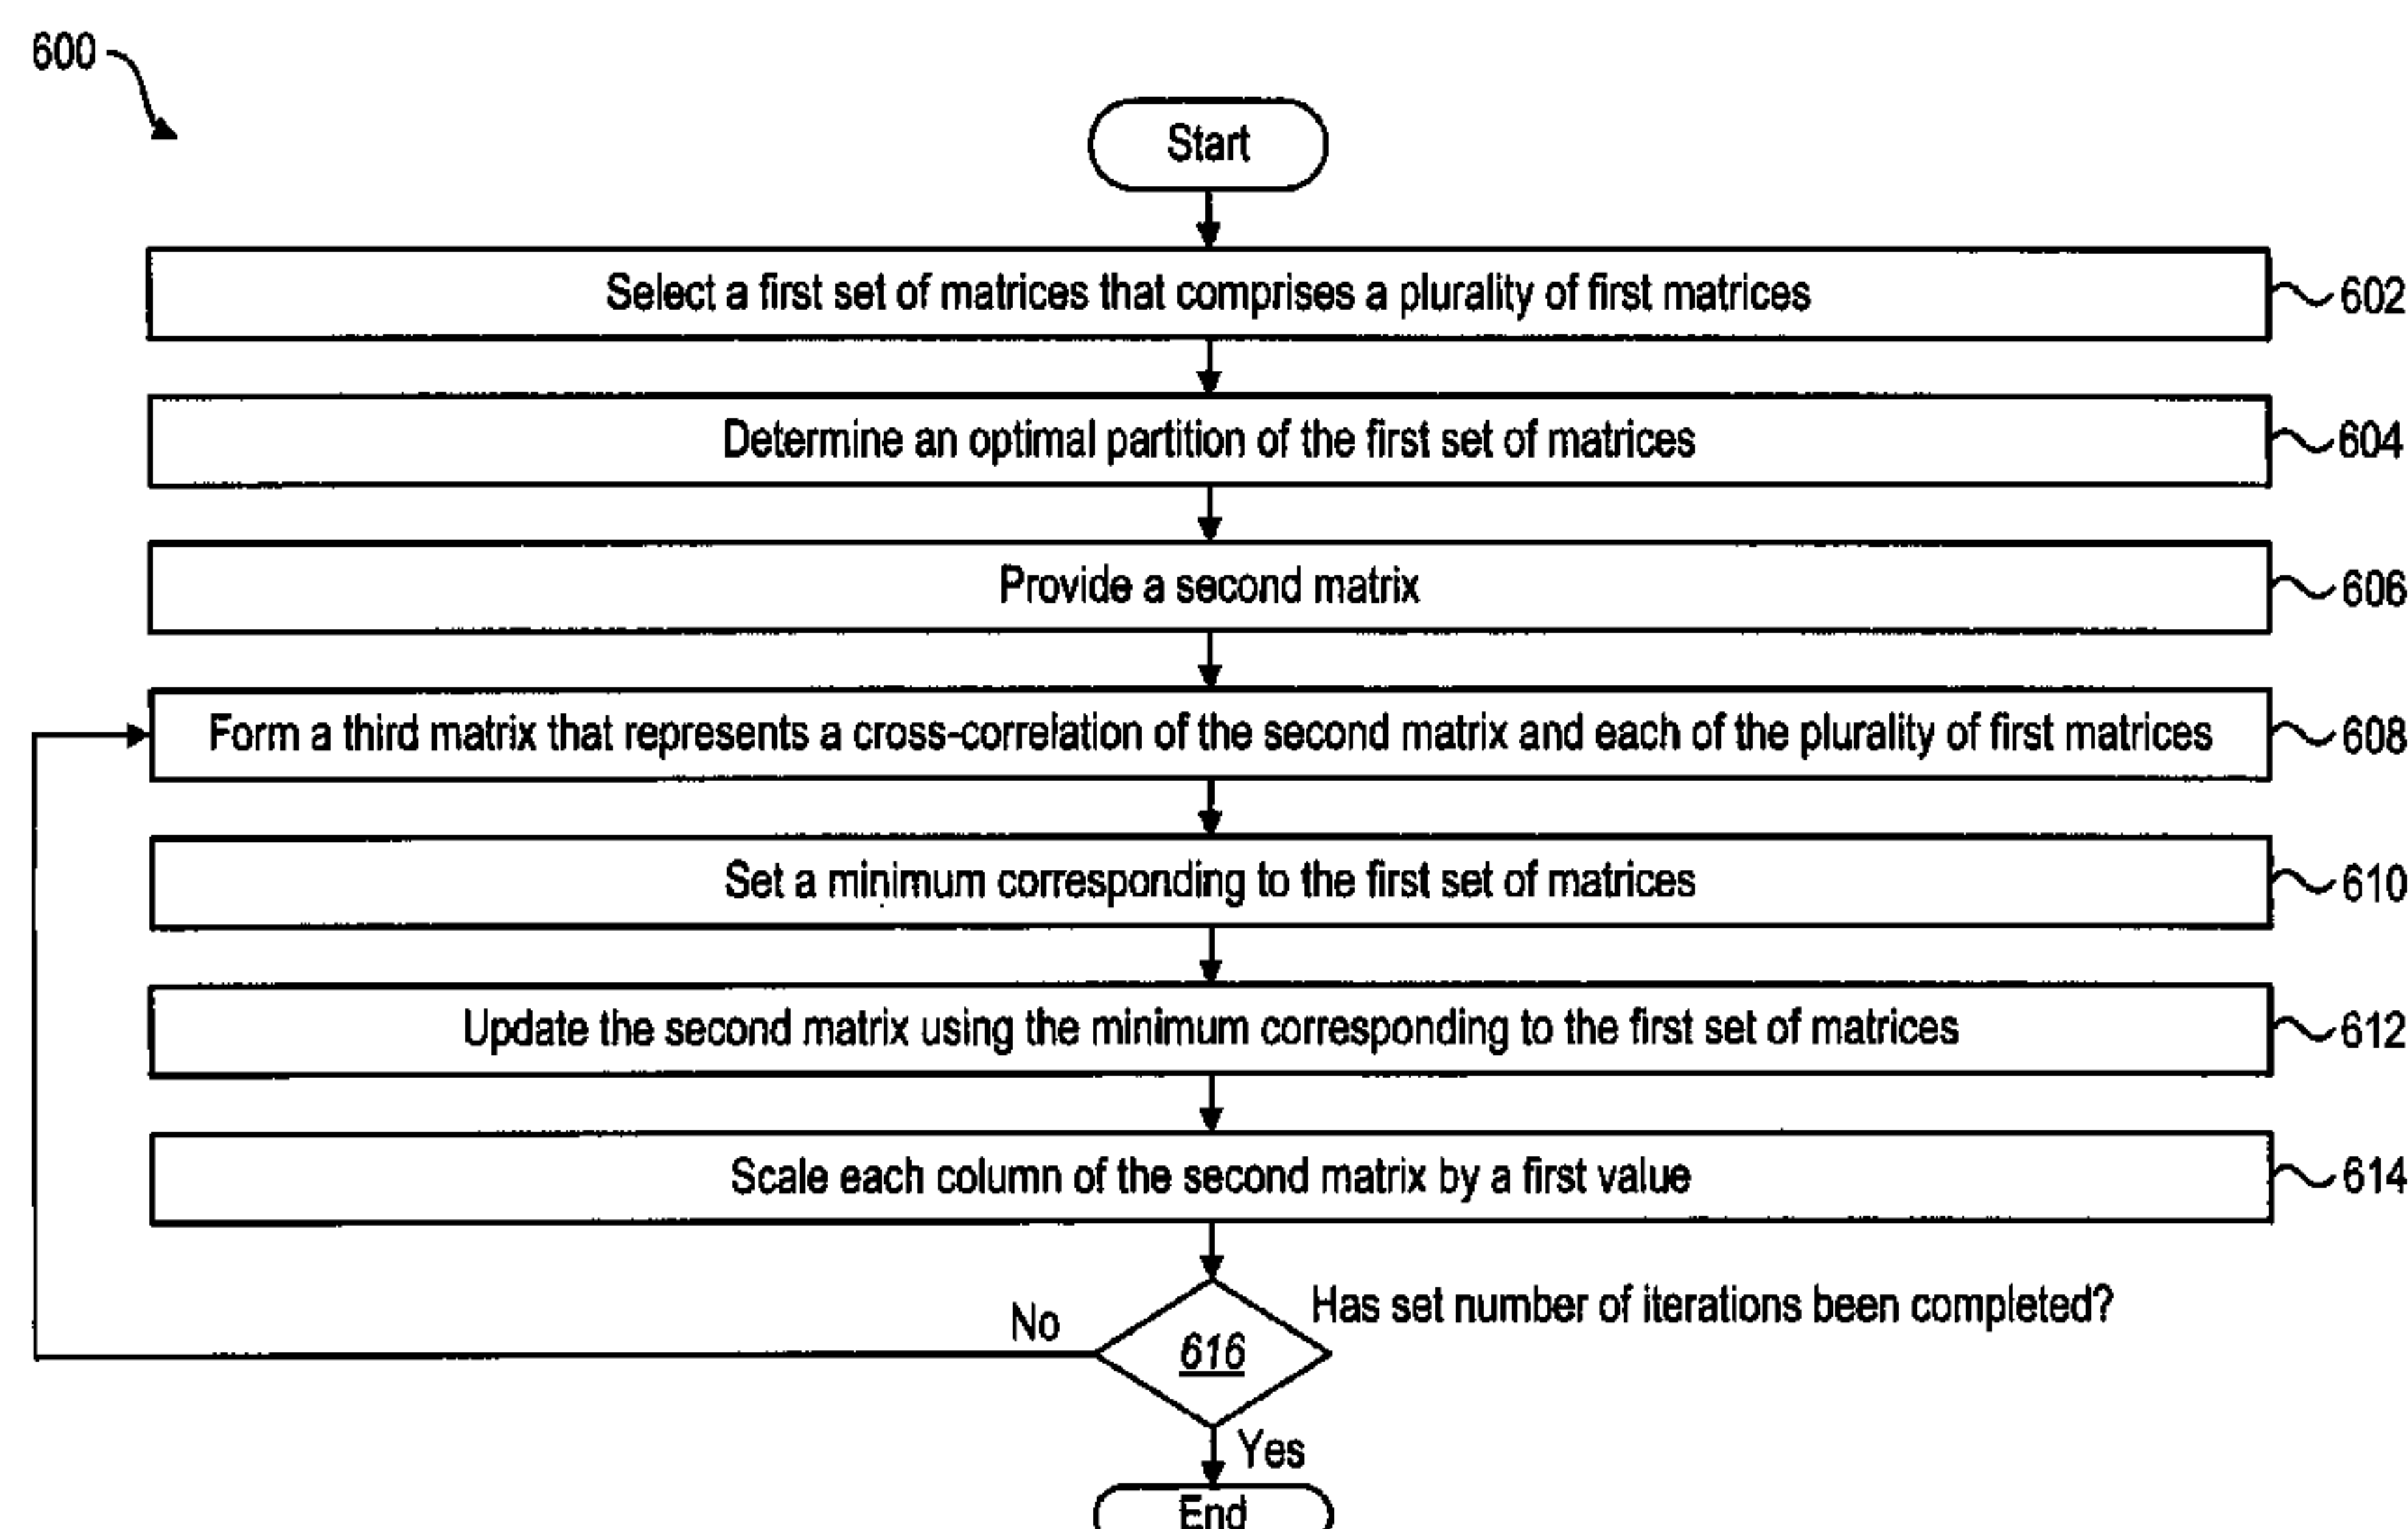 600
Start
Select a first set of matrices that comprises a plurality of first matrices
602
Determine an optimal partition of the first set of matrices
604
Provide a second matrix
606
Form a third matrix that represents a cross-correlation of the second matrix and each of the plurality of first matrices
608
Set a minimum corresponding to the first set of matrices
610
Update the second matrix using the minimum corresponding to the first set of matrices
612
Scale each column of the second matrix by a first value
614
Has set number of iterations been completed?
No
616
Yes
End